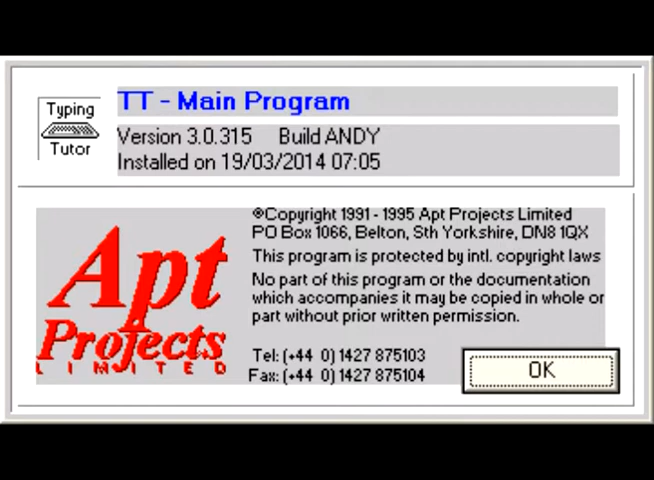 Typing
Tutor
TT - Main Program
Version 3.0.315 Build ANDY
Installed on 19/03/2014 07:05
Apt
Projects
LIMITED
©Copyright 1991 - 1995 Apt Projects Limited
PO Box 1066, Belton, Sth Yorkshire, DN8 1QX
This program is protected by intl. copyright laws
No part of this program or the documentation
which accompanies it may be copied in whole or
part without prior written permission.
Tel: (+44 0) 1427 875103
Fax: (+44 0) 1427 875104
OK